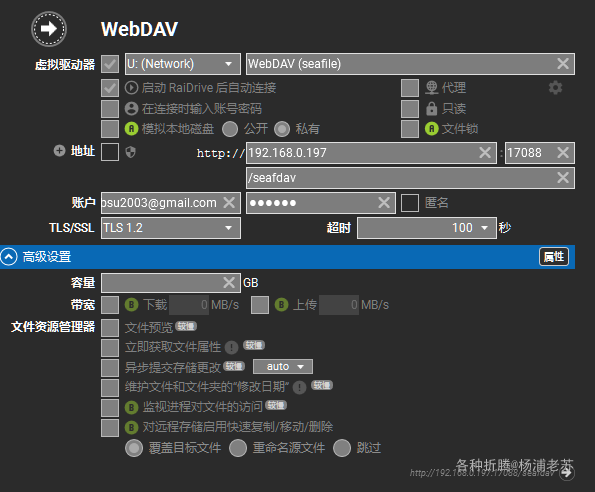 WebDAV
虚拟驱动器 U: (Network) WebDAV (seafile)
启动 RaiDrive 后自动连接 代理
在连接时输入账号密码 只读
A 模拟本地磁盘 公开 私有 A 文件锁
地址 http:// 192.168.0.197 : 17088
/seafdav
账户 osu2003@gmail.com ●●●●●● 匿名
TLS/SSL TLS 1.2 超时 100 秒
高级设置 属性
容量 GB
带宽 B 下载 0 MB/s B 上传 0 MB/s
文件资源管理器 文件预览 较慢
立即获取文件属性 ! 较慢
异步提交存储更改 较慢 auto
维护文件和文件夹的"修改日期" ! 较慢
B 监视进程对文件的访问 较慢
B 对远程存储启用快速复制/移动/删除
覆盖目标文件 重命名源文件 跳过
各种折腾@杨浦老苏
http://192.168.0.197:17088/seafdav